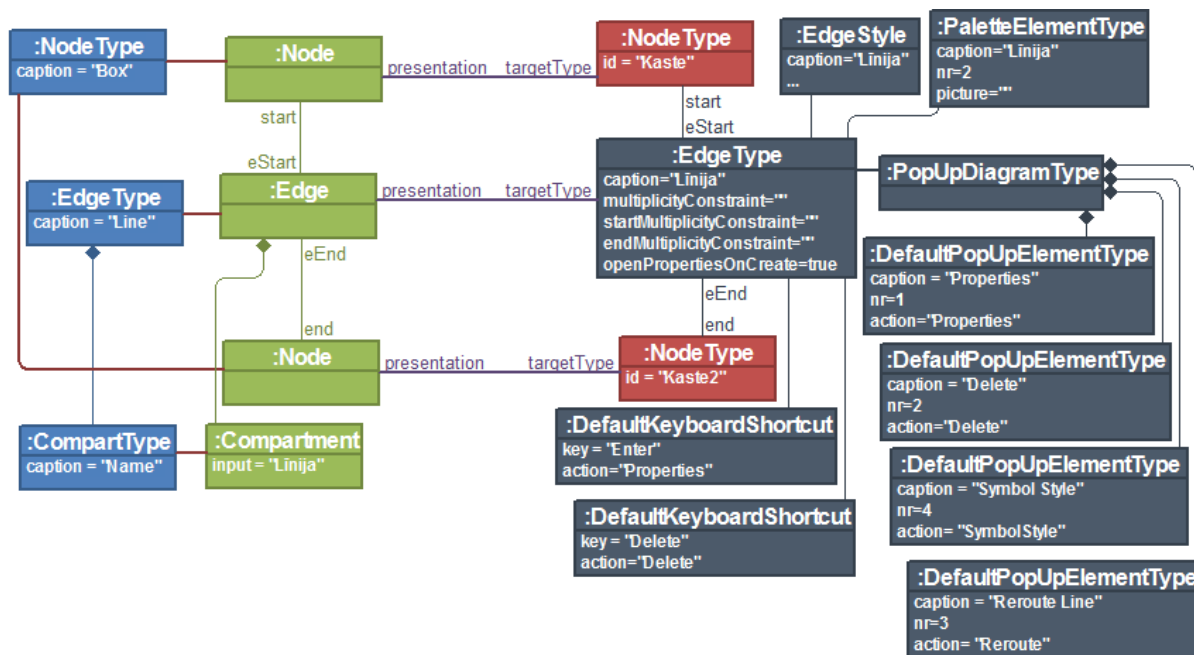 :NodeType
caption = "Box"
:Node
presentation
targetType
:NodeType
id = "Kaste"
:EdgeStyle
caption="Līnija"
...
:PaletteElementType
caption="Līnija"
nr=2
picture=""
start
eStart
start
eStart
:EdgeType
caption = "Line"
:Edge
presentation
targetType
:EdgeType
caption="Līnija"
multiplicityConstraint=""
startMultiplicityConstraint=""
endMultiplicityConstraint=""
openPropertiesOnCreate=true
:PopUpDiagramType
:DefaultPopUpElementType
caption = "Properties"
nr=1
action="Properties"
eEnd
end
eEnd
end
:Node
presentation
targetType
:NodeType
id = "Kaste2"
:DefaultPopUpElementType
caption = "Delete"
nr=2
action="Delete"
:CompartType
caption = "Name"
:Compartment
input = "Līnija"
:DefaultKeyboardShortcut
key = "Enter"
action="Properties"
:DefaultPopUpElementType
caption = "Symbol Style"
nr=4
action= "SymbolStyle"
:DefaultKeyboardShortcut
key = "Delete"
action="Delete"
:DefaultPopUpElementType
caption = "Reroute Line"
nr=3
action= "Reroute"